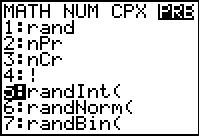 MATH NUM CPX PRB
1:rand
2:nPr
3:nCr
4:!
5:randInt(
6:randNorm(
7:randBin(